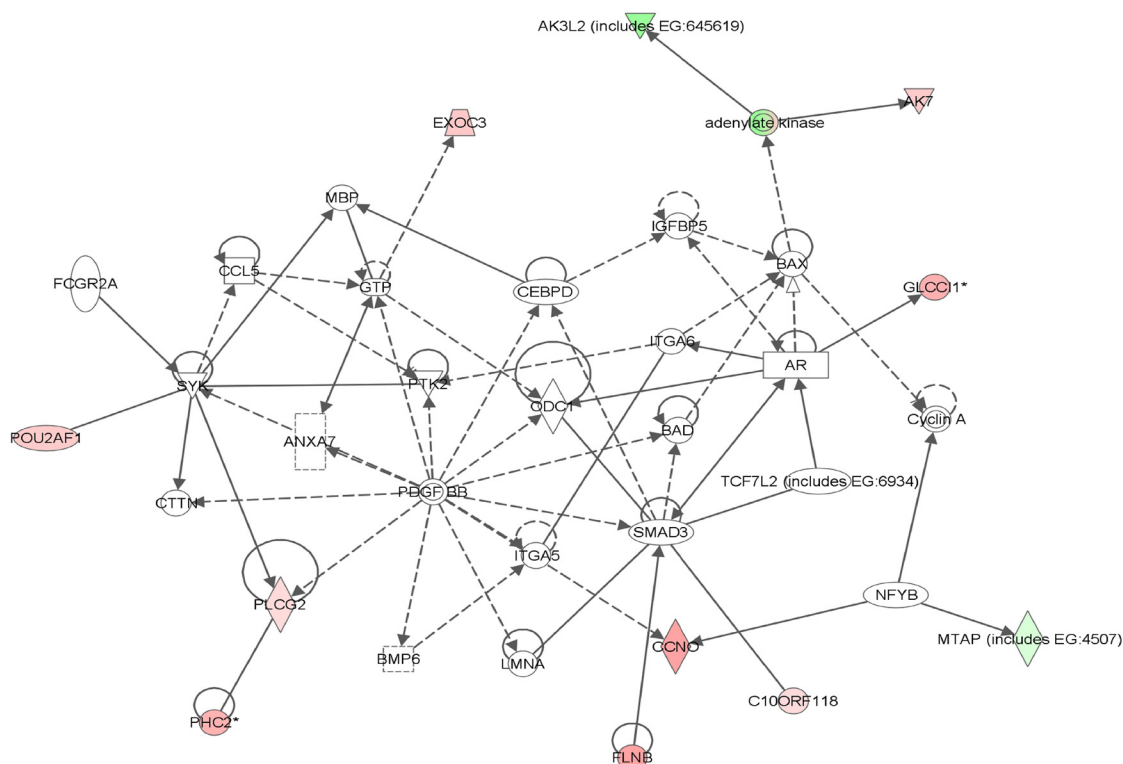 AK3L2 (includes EG:645619)
AK7
EXOC3
adenylate kinase
MBP
IGFBP5
CCL5
BAX
FCGR2A
GTP
CEBPD
GLCCI1*
ITGA6
AR
SYK
PTK2
ODC1
Cyclin A
POU2AF1
ANXA7
BAD
TCF7L2 (includes EG:6934)
PDGF BB
CTTN
SMAD3
ITGA5
NFYB
PLCG2
MTAP (includes EG:4507)
CCNO
BMP6
LMNA
C10ORF118
PHC2*
FLNB